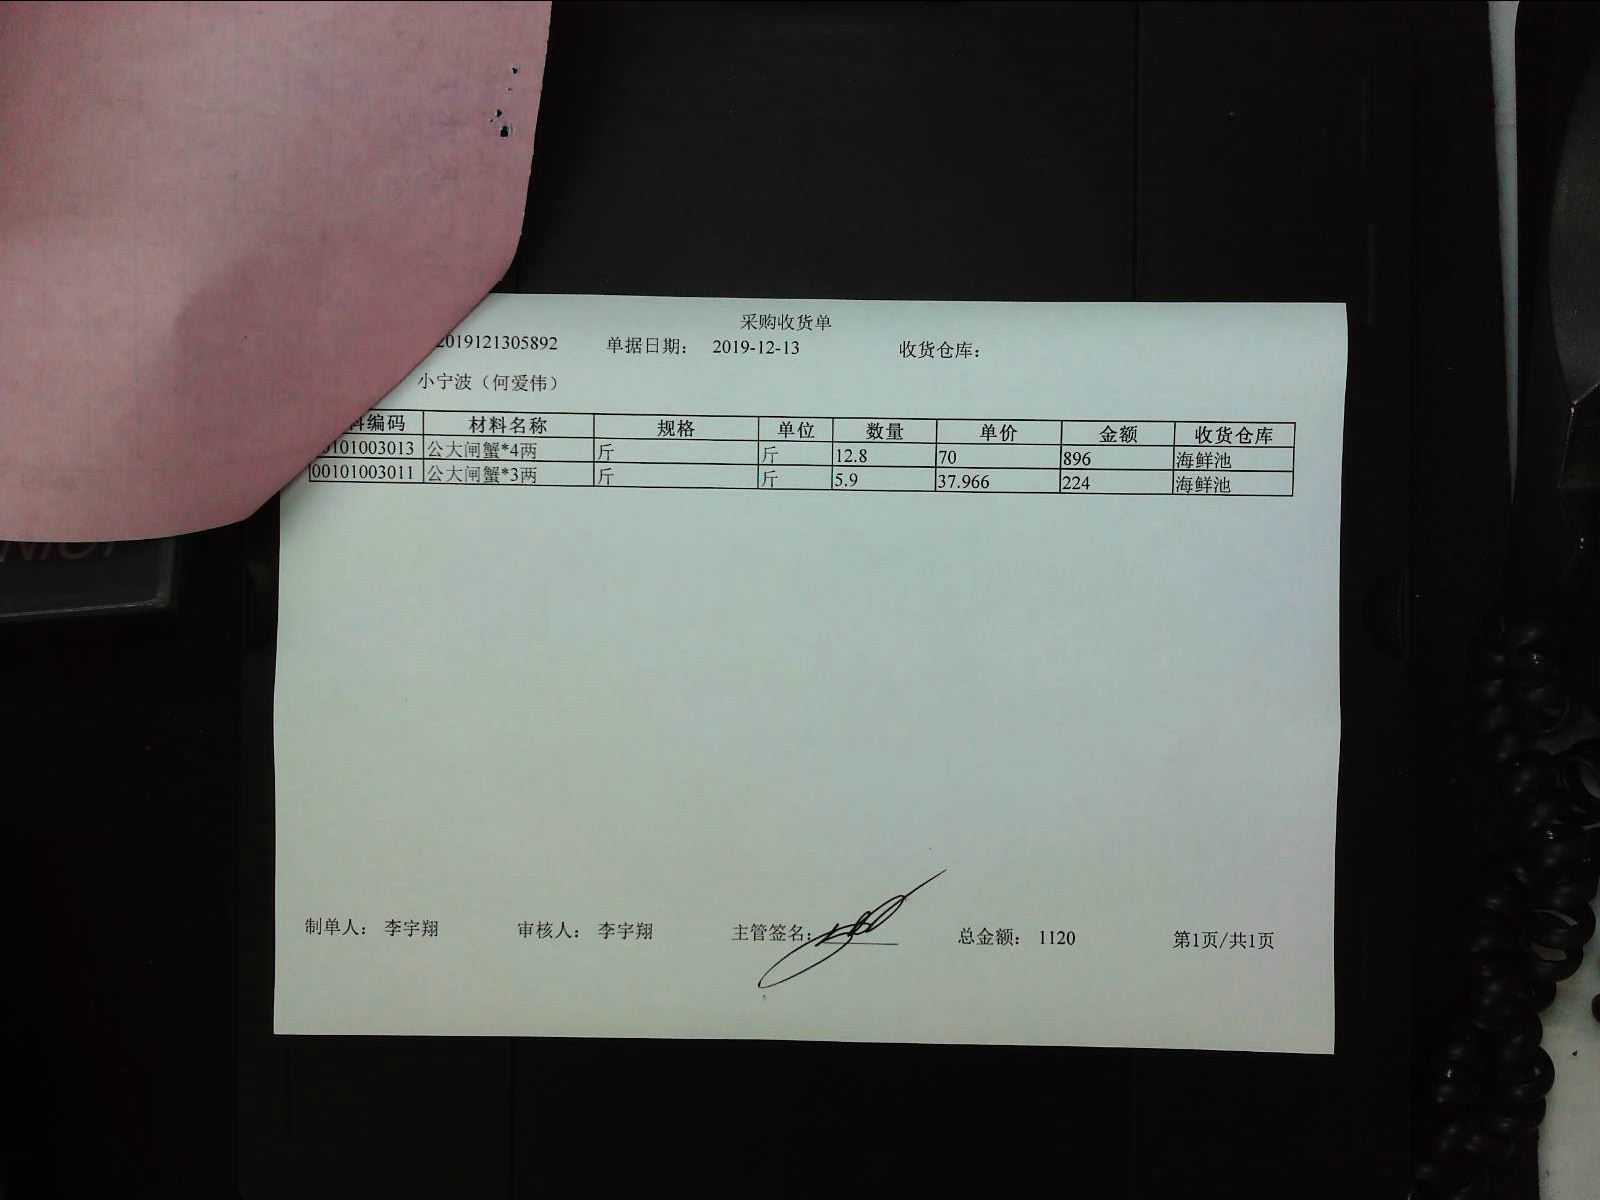 采购收货单
2019121305892 单据日期： 2019-12-13 收货仓库：
小宁波（何爱伟）
料编码 材料名称 规格 单位 数量 单价 金额 收货仓库
0101003013 公大闸蟹*4两 斤 斤 12.8 70 896 海鲜池
00101003011 公大闸蟹*3两 斤 斤 5.9 37.966 224 海鲜池
制单人： 李宇翔 审核人： 李宇翔 主管签名： 总金额： 1120 第1页/共1页